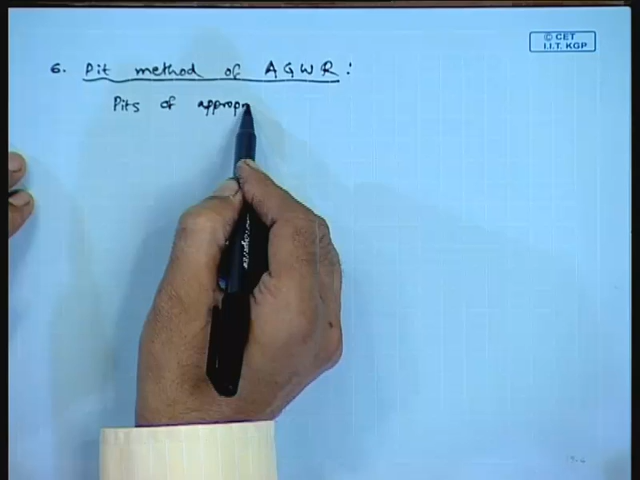 © CET
I.I.T. KGP
6. Pit method of AGWR:
Pits of approp